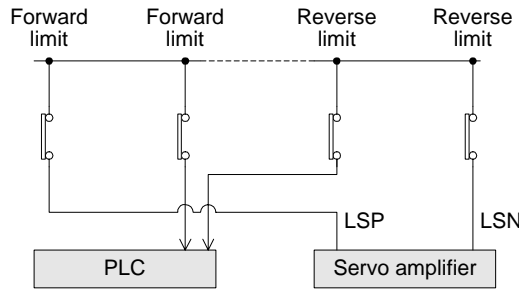 Forward limit
Forward limit
Reverse limit
Reverse limit
LSP
LSN
PLC
Servo amplifier